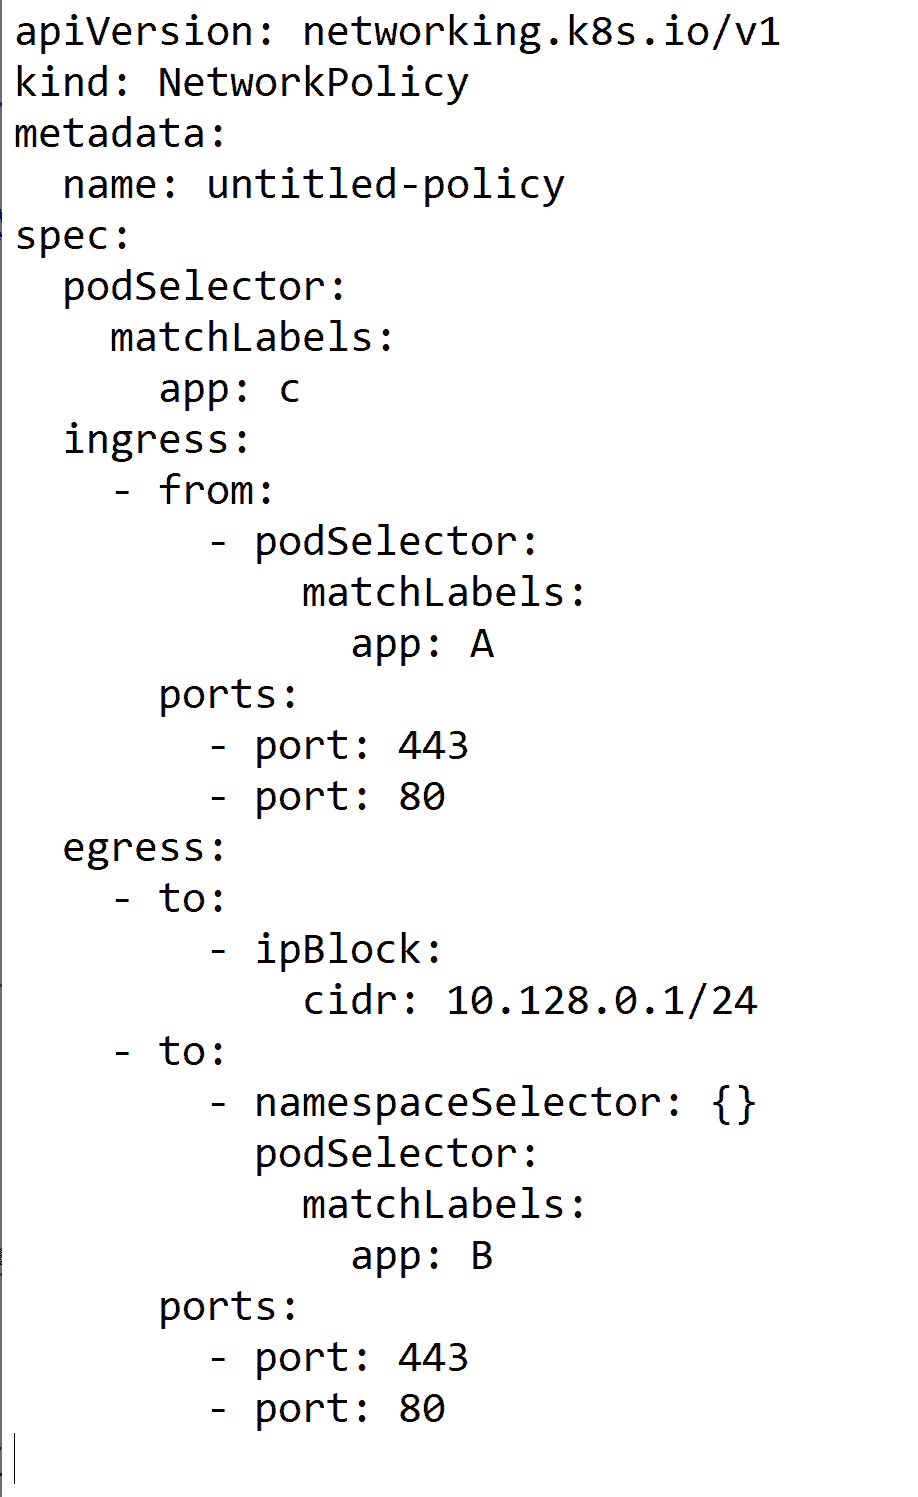 apiVersion: networking.k8s.io/v1
kind: NetworkPolicy
metadata:
  name: untitled-policy
spec:
  podSelector:
    matchLabels:
      app: c
  ingress:
    - from:
        - podSelector:
            matchLabels:
              app: A
      ports:
        - port: 443
        - port: 80
  egress:
    - to:
        - ipBlock:
            cidr: 10.128.0.1/24
    - to:
        - namespaceSelector: {}
          podSelector:
            matchLabels:
              app: B
      ports:
        - port: 443
        - port: 80